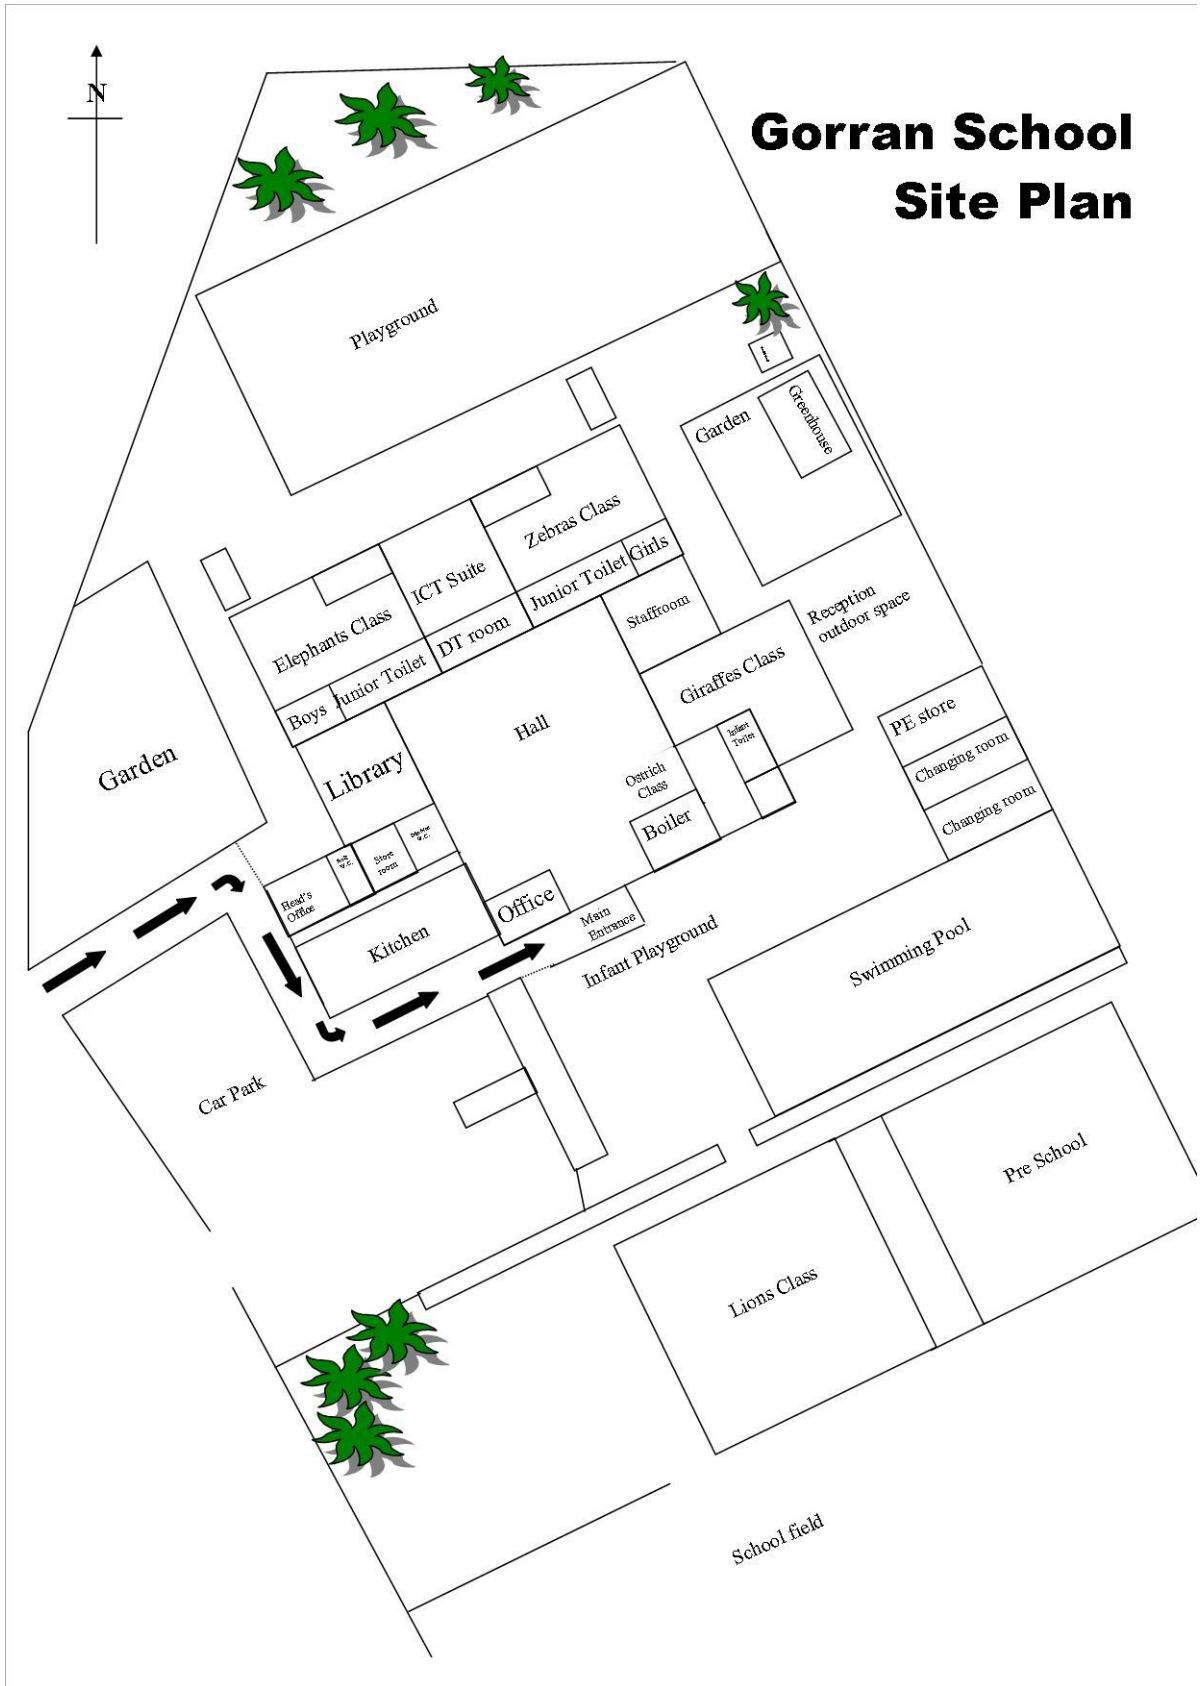 N
Gorran School
Site Plan
Playground
Garden
Greenhouse
Zebras Class
ICT Suite
Girls
Junior Toilet
Elephants Class
DT room
Staffroom
Reception
outdoor space
Junior Toilet
Boys
Giraffes Class
Hall
PE store
Infant
Toilet
Garden
Library
Changing room
Ostrich
Class
Changing room
Boiler
Store
room
W.C.
W.C.
Head's
Office
Office
Main
Entrance
Kitchen
Infant Playground
Swimming Pool
Car Park
Pre School
Lions Class
School field